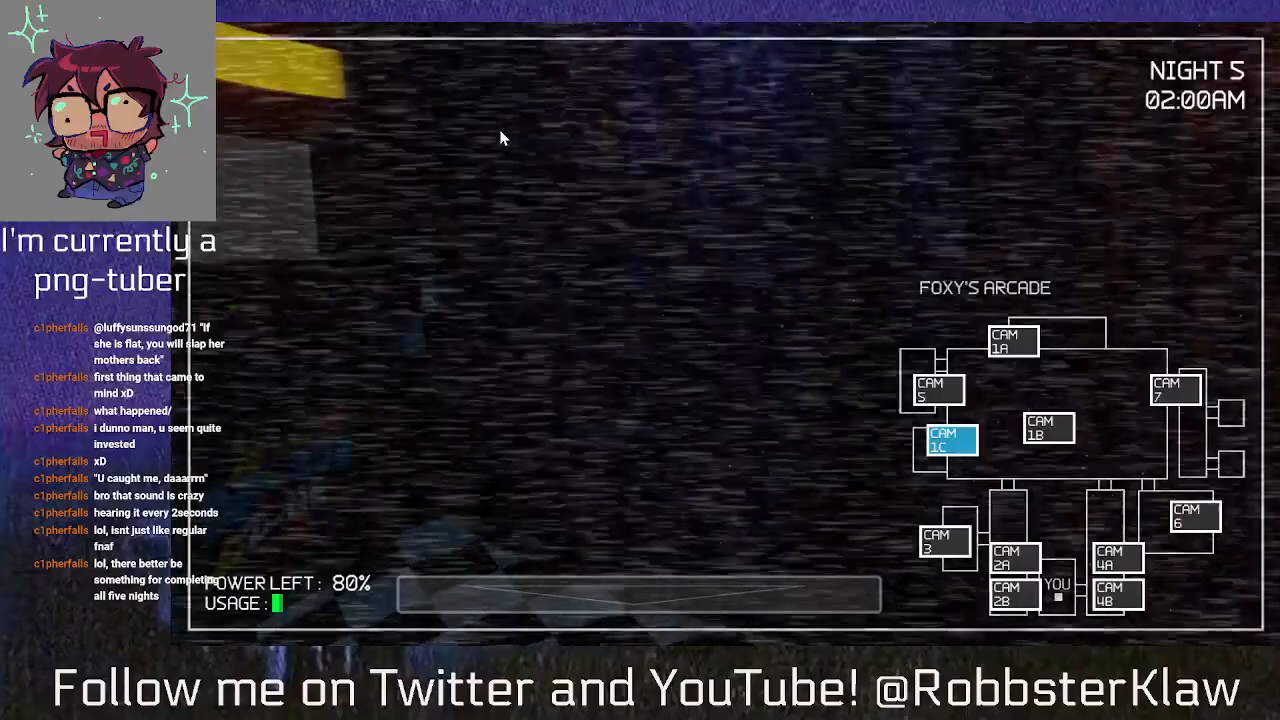 NIGHT 5
02:00AM
I'm currently a
png-tuber
c1pherfalls @luffysunssungod71 "If
she is flat, you will slap her
mothers back"
c1pherfalls first thing that came to
mind xD
c1pherfalls what happened/
c1pherfalls i dunno man, u seem quite
invested
c1pherfalls xD
c1pherfalls "U caught me, daaarrrn"
c1pherfalls bro that sound is crazy
c1pherfalls hearing it every 2seconds
c1pherfalls lol, isnt just like regular
fnaf
c1pherfalls lol, there better be
something for completing
all five nights
FOXY'S ARCADE
CAM
1A
CAM
5
CAM
7
CAM
1B
CAM
1C
CAM
6
CAM
3
CAM
2A
CAM
4A
YOU
CAM
2B
CAM
4B
POWER LEFT : 80%
USAGE :
Follow me on Twitter and YouTube! @RobbsterKlaw